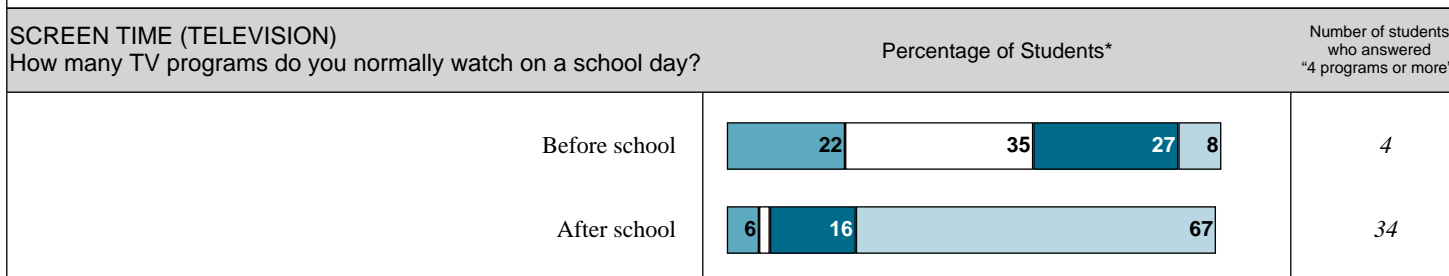 SCREEN TIME (TELEVISION)
How many TV programs do you normally watch on a school day?
Percentage of Students*
Number of students
who answered
“4 programs or more”
Before school
22 35 27 8
4
After school
6 16 67
34